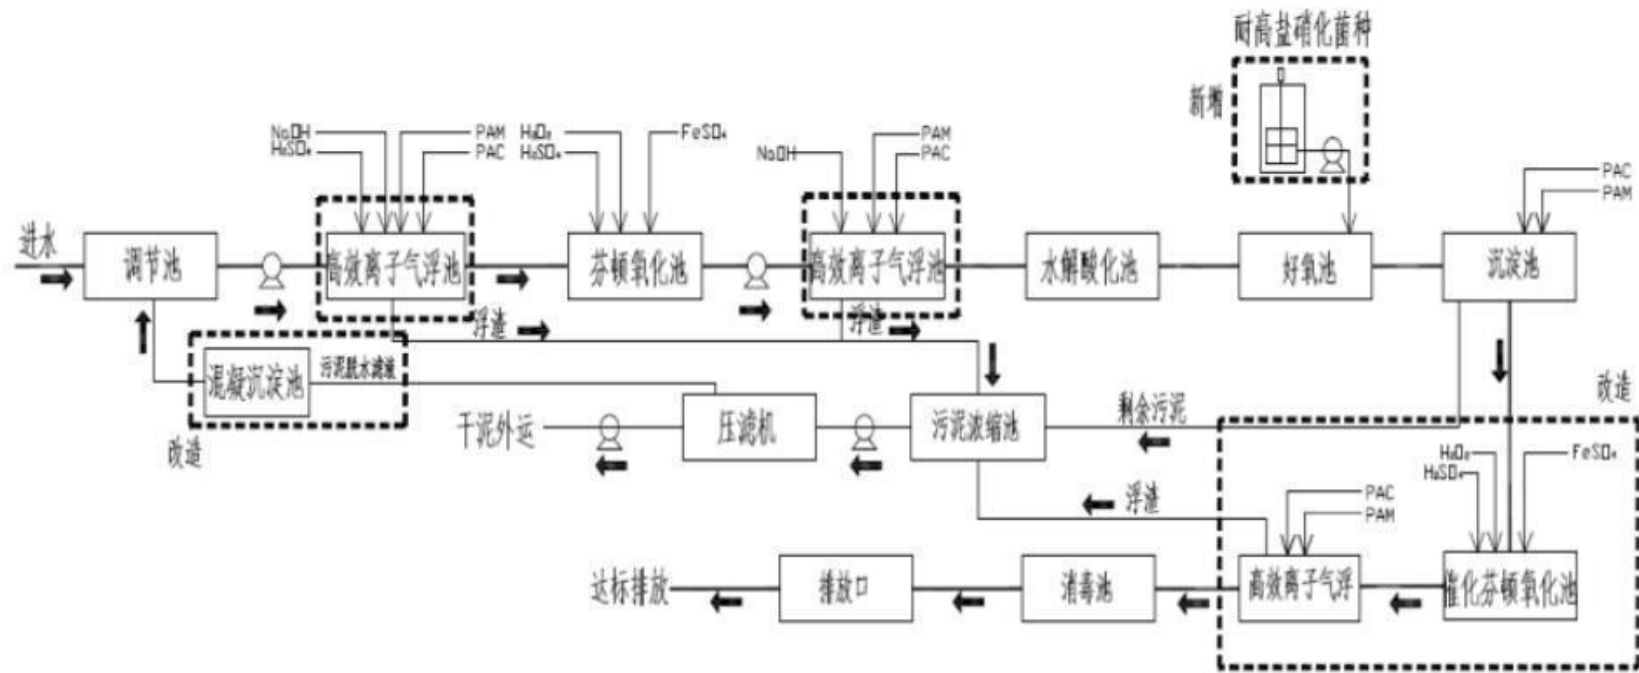 耐高盐硝化菌种
新增
NaOH
H₂SO₄
PAM
PAC
H₂O₂
H₂SO₄
FeSO₄
NaOH
PAM
PAC
PAC
PAM
进水
调节池
高效离子气浮池
芬顿氧化池
高效离子气浮池
水解酸化池
好氧池
沉淀池
浮渣
浮渣
混凝沉淀池
污泥脱水滤液
改造
干泥外运
压滤机
污泥浓缩池
剩余污泥
改造
H₂O₂
H₂SO₄
FeSO₄
PAC
PAM
浮渣
达标排放
排放口
消毒池
高效离子气浮
催化芬顿氧化池